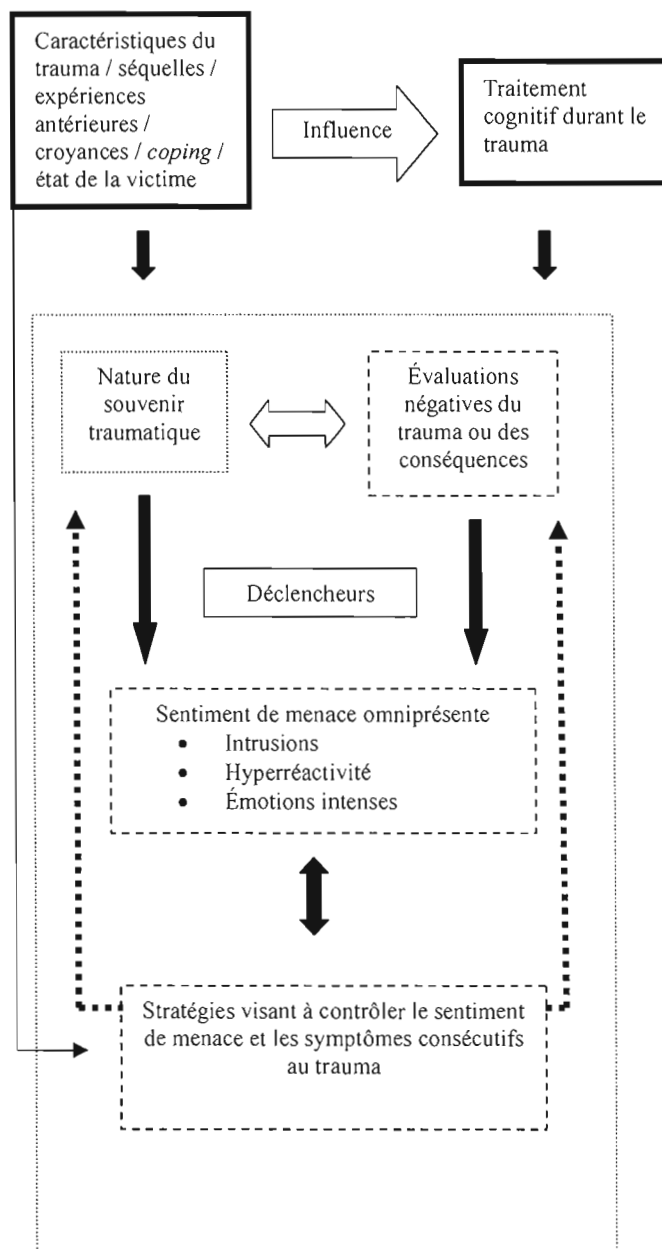 Caractéristiques du
trauma / séquelles /
expériences
antérieures /
croyances / coping /
état de la victime
Influence
Traitement
cognitif durant le
trauma
Nature du
souvenir
traumatique
Évaluations
négatives du
trauma ou des
conséquences
Déclencheurs
Sentiment de menace omniprésente
• Intrusions
• Hyperréactivité
• Émotions intenses
Stratégies visant à contrôler le sentiment
de menace et les symptômes consécutifs
au trauma